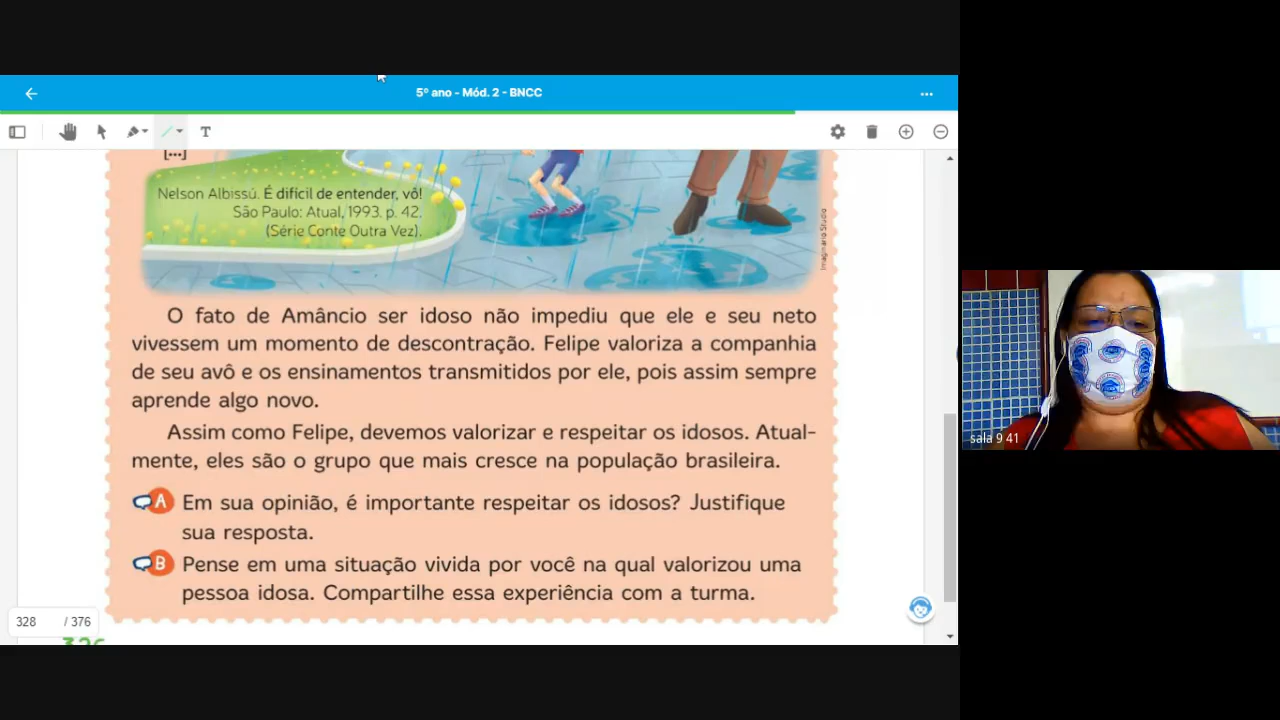 5º ano - Mód. 2 - BNCC
T
[...]
Nelson Albissú. É difícil de entender, vô!
São Paulo: Atual, 1993. p. 42.
(Série Conte Outra Vez).
Imaginario Studio
O fato de Amâncio ser idoso não impediu que ele e seu neto
vivessem um momento de descontração. Felipe valoriza a companhia
de seu avô e os ensinamentos transmitidos por ele, pois assim sempre
aprende algo novo.
Assim como Felipe, devemos valorizar e respeitar os idosos. Atual-
mente, eles são o grupo que mais cresce na população brasileira.
A Em sua opinião, é importante respeitar os idosos? Justifique
sua resposta.
B Pense em uma situação vivida por você na qual valorizou uma
pessoa idosa. Compartilhe essa experiência com a turma.
328 / 376
sala 9 41